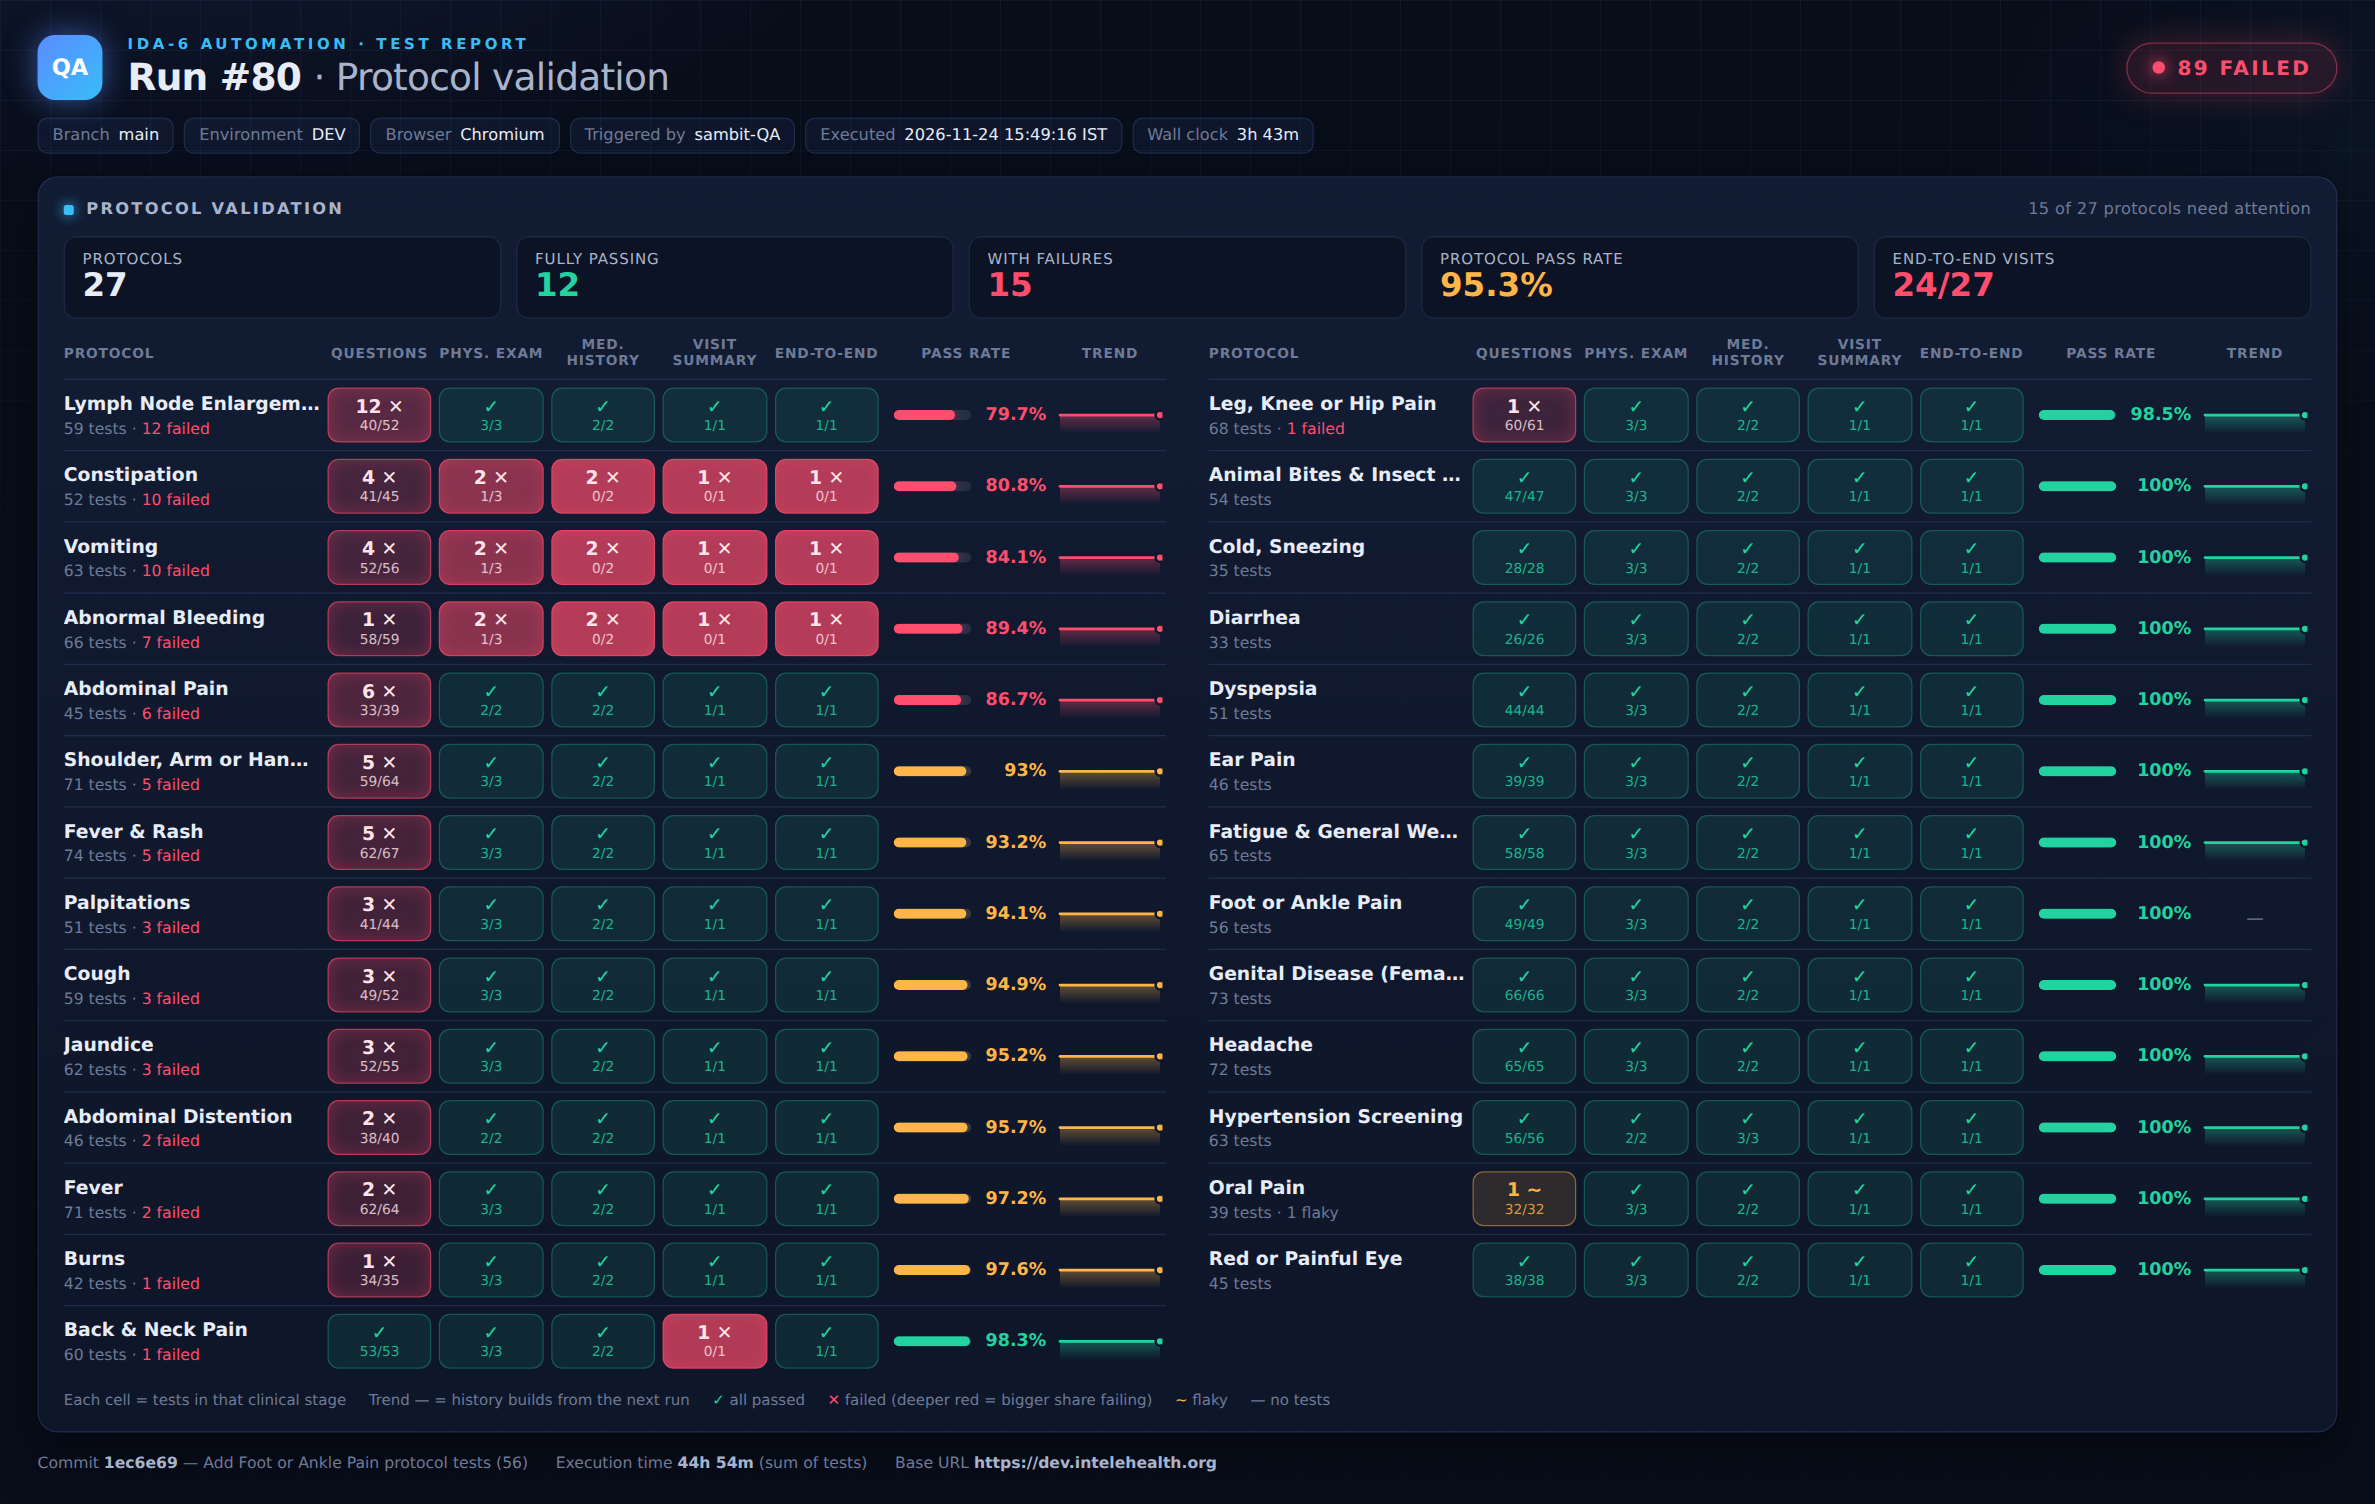 QA
IDA-6 AUTOMATION · TEST REPORT
Run #80 · Protocol validation
89 FAILED
Branch main Environment DEV Browser Chromium Triggered by sambit-QA Executed 2026-11-24 15:49:16 IST Wall clock 3h 43m
PROTOCOL VALIDATION
15 of 27 protocols need attention
PROTOCOLS
27
FULLY PASSING
12
WITH FAILURES
15
PROTOCOL PASS RATE
95.3%
END-TO-END VISITS
24/27
PROTOCOL QUESTIONS PHYS. EXAM MED. HISTORY VISIT SUMMARY END-TO-END PASS RATE TREND
Lymph Node Enlargem... 12 ✕ ✓ ✓ ✓ ✓ 79.7%
59 tests · 12 failed 40/52 3/3 2/2 1/1 1/1
Constipation 4 ✕ 2 ✕ 2 ✕ 1 ✕ 1 ✕ 80.8%
52 tests · 10 failed 41/45 1/3 0/2 0/1 0/1
Vomiting 4 ✕ 2 ✕ 2 ✕ 1 ✕ 1 ✕ 84.1%
63 tests · 10 failed 52/56 1/3 0/2 0/1 0/1
Abnormal Bleeding 1 ✕ 2 ✕ 2 ✕ 1 ✕ 1 ✕ 89.4%
66 tests · 7 failed 58/59 1/3 0/2 0/1 0/1
Abdominal Pain 6 ✕ ✓ ✓ ✓ ✓ 86.7%
45 tests · 6 failed 33/39 2/2 2/2 1/1 1/1
Shoulder, Arm or Han... 5 ✕ ✓ ✓ ✓ ✓ 93%
71 tests · 5 failed 59/64 3/3 2/2 1/1 1/1
Fever & Rash 5 ✕ ✓ ✓ ✓ ✓ 93.2%
74 tests · 5 failed 62/67 3/3 2/2 1/1 1/1
Palpitations 3 ✕ ✓ ✓ ✓ ✓ 94.1%
51 tests · 3 failed 41/44 3/3 2/2 1/1 1/1
Cough 3 ✕ ✓ ✓ ✓ ✓ 94.9%
59 tests · 3 failed 49/52 3/3 2/2 1/1 1/1
Jaundice 3 ✕ ✓ ✓ ✓ ✓ 95.2%
62 tests · 3 failed 52/55 3/3 2/2 1/1 1/1
Abdominal Distention 2 ✕ ✓ ✓ ✓ ✓ 95.7%
46 tests · 2 failed 38/40 2/2 2/2 1/1 1/1
Fever 2 ✕ ✓ ✓ ✓ ✓ 97.2%
71 tests · 2 failed 62/64 3/3 2/2 1/1 1/1
Burns 1 ✕ ✓ ✓ ✓ ✓ 97.6%
42 tests · 1 failed 34/35 3/3 2/2 1/1 1/1
Back & Neck Pain ✓ ✓ ✓ 1 ✕ ✓ 98.3%
60 tests · 1 failed 53/53 3/3 2/2 0/1 1/1
PROTOCOL QUESTIONS PHYS. EXAM MED. HISTORY VISIT SUMMARY END-TO-END PASS RATE TREND
Leg, Knee or Hip Pain 1 ✕ ✓ ✓ ✓ ✓ 98.5%
68 tests · 1 failed 60/61 3/3 2/2 1/1 1/1
Animal Bites & Insect ... ✓ ✓ ✓ ✓ ✓ 100%
54 tests 47/47 3/3 2/2 1/1 1/1
Cold, Sneezing ✓ ✓ ✓ ✓ ✓ 100%
35 tests 28/28 3/3 2/2 1/1 1/1
Diarrhea ✓ ✓ ✓ ✓ ✓ 100%
33 tests 26/26 3/3 2/2 1/1 1/1
Dyspepsia ✓ ✓ ✓ ✓ ✓ 100%
51 tests 44/44 3/3 2/2 1/1 1/1
Ear Pain ✓ ✓ ✓ ✓ ✓ 100%
46 tests 39/39 3/3 2/2 1/1 1/1
Fatigue & General We... ✓ ✓ ✓ ✓ ✓ 100%
65 tests 58/58 3/3 2/2 1/1 1/1
Foot or Ankle Pain ✓ ✓ ✓ ✓ ✓ 100% —
56 tests 49/49 3/3 2/2 1/1 1/1
Genital Disease (Fema... ✓ ✓ ✓ ✓ ✓ 100%
73 tests 66/66 3/3 2/2 1/1 1/1
Headache ✓ ✓ ✓ ✓ ✓ 100%
72 tests 65/65 3/3 2/2 1/1 1/1
Hypertension Screening ✓ ✓ ✓ ✓ ✓ 100%
63 tests 56/56 2/2 3/3 1/1 1/1
Oral Pain 1 ~ ✓ ✓ ✓ ✓ 100%
39 tests · 1 flaky 32/32 3/3 2/2 1/1 1/1
Red or Painful Eye ✓ ✓ ✓ ✓ ✓ 100%
45 tests 38/38 3/3 2/2 1/1 1/1
Each cell = tests in that clinical stage Trend — = history builds from the next run ✓ all passed ✕ failed (deeper red = bigger share failing) ~ flaky — no tests
Commit 1ec6e69 — Add Foot or Ankle Pain protocol tests (56) Execution time 44h 54m (sum of tests) Base URL https://dev.intelehealth.org